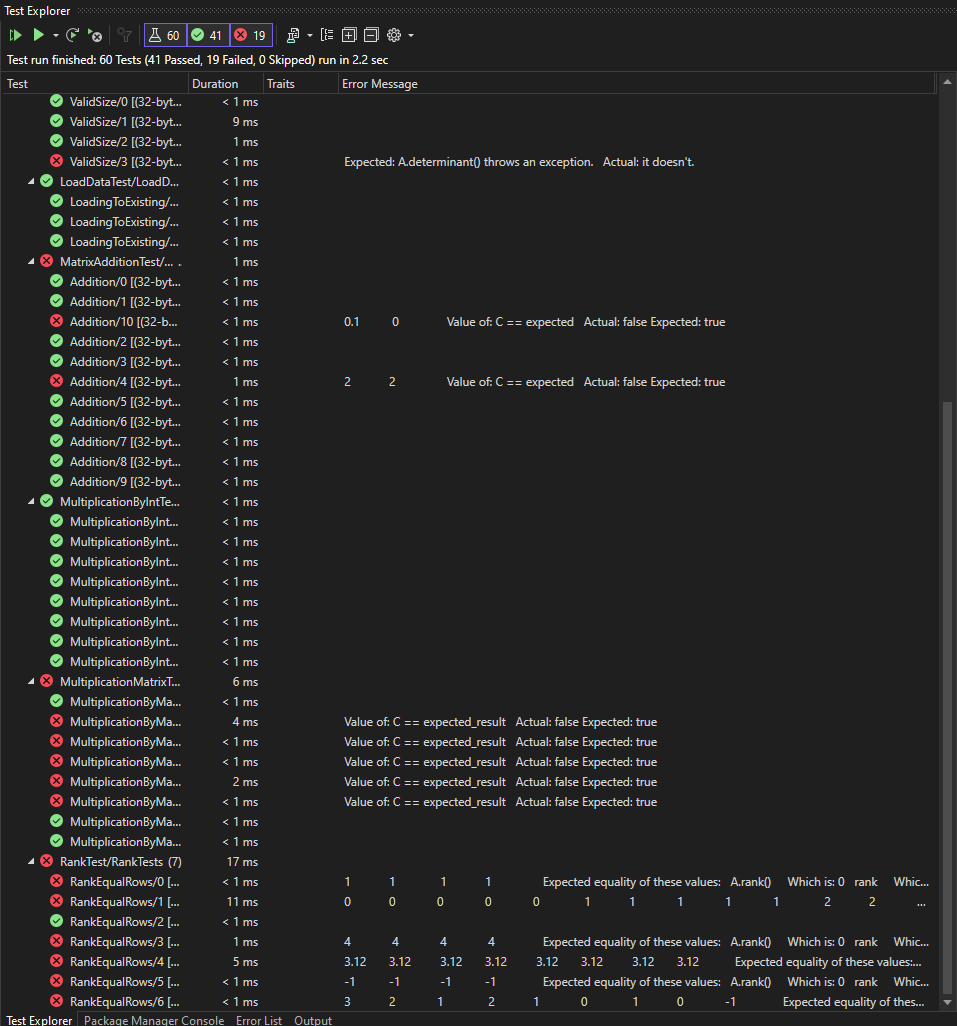 Test Explorer
60 41 19
Test run finished: 60 Tests (41 Passed, 19 Failed, 0 Skipped) run in 2.2 sec
Test Duration Traits Error Message
ValidSize/0 [(32-byt... < 1 ms
ValidSize/1 [(32-byt... 9 ms
ValidSize/2 [(32-byt... 1 ms
ValidSize/3 [(32-byt... < 1 ms Expected: A.determinant() throws an exception. Actual: it doesn't.
LoadDataTest/LoadD... < 1 ms
LoadingToExisting/... < 1 ms
LoadingToExisting/... < 1 ms
LoadingToExisting/... < 1 ms
MatrixAdditionTest/... . 1 ms
Addition/0 [(32-byt... < 1 ms
Addition/1 [(32-byt... < 1 ms
Addition/10 [(32-b... < 1 ms 0.1 0 Value of: C == expected Actual: false Expected: true
Addition/2 [(32-byt... < 1 ms
Addition/3 [(32-byt... < 1 ms
Addition/4 [(32-byt... 1 ms 2 2 Value of: C == expected Actual: false Expected: true
Addition/5 [(32-byt... < 1 ms
Addition/6 [(32-byt... < 1 ms
Addition/7 [(32-byt... < 1 ms
Addition/8 [(32-byt... < 1 ms
Addition/9 [(32-byt... < 1 ms
MultiplicationByIntTe... < 1 ms
MultiplicationByInt... < 1 ms
MultiplicationByInt... < 1 ms
MultiplicationByInt... < 1 ms
MultiplicationByInt... < 1 ms
MultiplicationByInt... < 1 ms
MultiplicationByInt... < 1 ms
MultiplicationByInt... < 1 ms
MultiplicationByInt... < 1 ms
MultiplicationMatrixT... 6 ms
MultiplicationByMa... < 1 ms
MultiplicationByMa... 4 ms Value of: C == expected_result Actual: false Expected: true
MultiplicationByMa... < 1 ms Value of: C == expected_result Actual: false Expected: true
MultiplicationByMa... < 1 ms Value of: C == expected_result Actual: false Expected: true
MultiplicationByMa... 2 ms Value of: C == expected_result Actual: false Expected: true
MultiplicationByMa... < 1 ms Value of: C == expected_result Actual: false Expected: true
MultiplicationByMa... < 1 ms
MultiplicationByMa... < 1 ms
RankTest/RankTests (7) 17 ms
RankEqualRows/0 [... < 1 ms 1 1 1 1 Expected equality of these values: A.rank() Which is: 0 rank Whic...
RankEqualRows/1 [... 11 ms 0 0 0 0 0 1 1 1 1 1 2 2 ...
RankEqualRows/2 [... < 1 ms
RankEqualRows/3 [... 1 ms 4 4 4 4 Expected equality of these values: A.rank() Which is: 0 rank Whic...
RankEqualRows/4 [... 5 ms 3.12 3.12 3.12 3.12 3.12 3.12 3.12 3.12 Expected equality of these values:...
RankEqualRows/5 [... < 1 ms -1 -1 -1 -1 Expected equality of these values: A.rank() Which is: 0 rank Whic...
RankEqualRows/6 [... < 1 ms 3 2 1 2 1 0 1 0 -1 Expected equality of thes...
Test Explorer Package Manager Console Error List Output